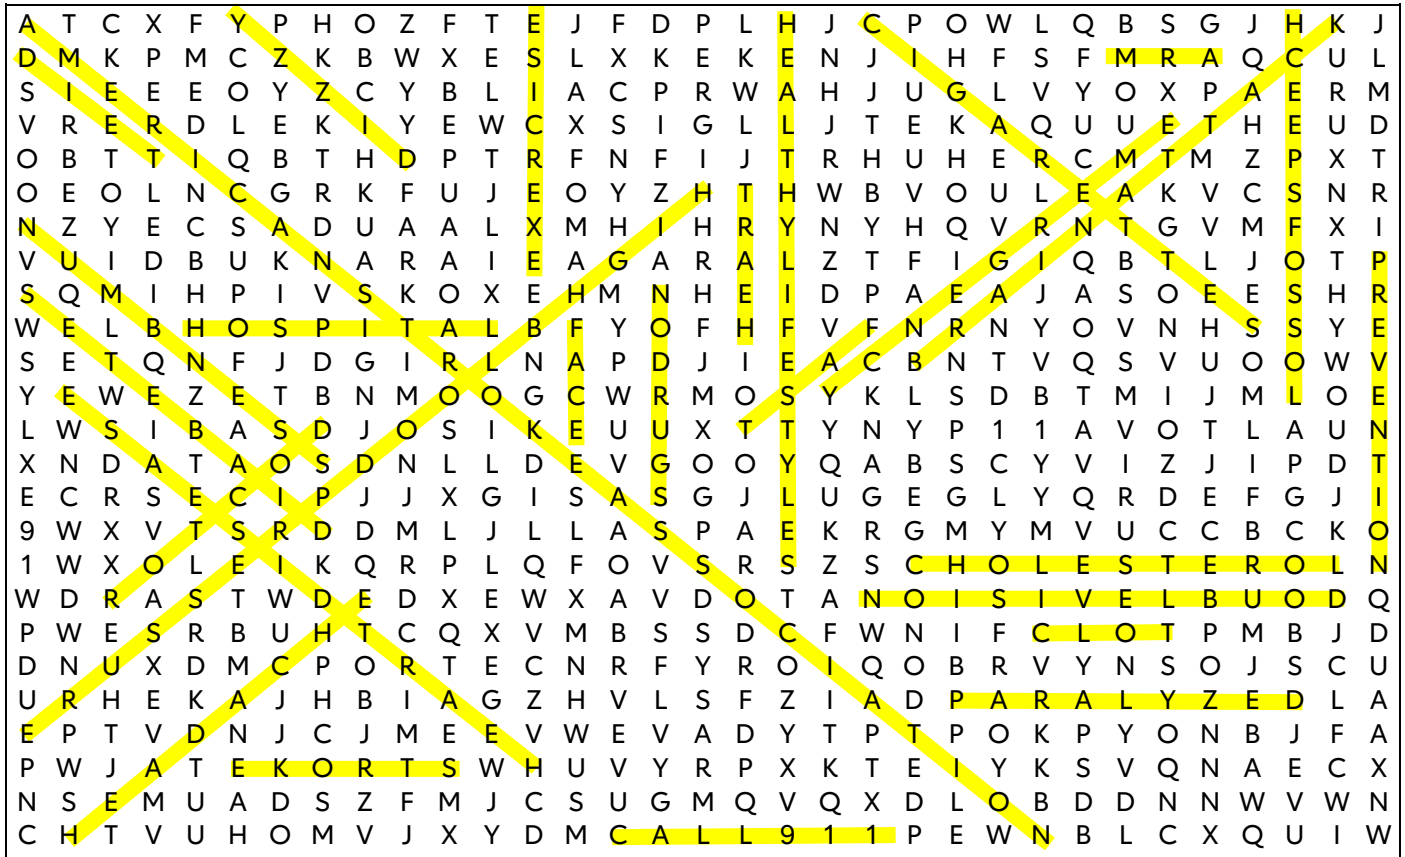 A T C X F Y P H O Z F T E J F D P L H J C P O W L Q B S G J H K J
D M K P M C Z K B W X E S L X K E K E N J I H F S F M R A Q C U L
S I E E E O Y Z C Y B L I A C P R W A H J U G L V Y O X P A E R M
V R E R D L E K I Y E W C X S I G L L J T E K A Q U U E T H E U D
O B T T I Q B T H D P T R F N F I J T R H U H E R C M T M Z P X T
O E O L N C G R K F U J E O Y Z H T H W B V O U L E A K V C S N R
N Z Y E C S A D U A A L X M H I H R Y N Y H Q V R N T G V M F X I
V U I D B U K N A R A I E A G A R A L Z T F I G I Q B T L J O T P
S Q M I H P I V S K O X E H M N H E I D P A E A J A S O E E S H R
W E L B H O S P I T A L B F Y O F H F V F N R N Y O V N H S S Y E
S E T Q N F J D G I R L N A P D J I E A C B N T V Q S V U O O W V
Y E W E Z E T B N M O O G C W R M O S Y K L S D B T M I J M L O E
L W S I B A S D J O S I K E U U X T T Y N Y P 1 1 A V O T L A U N
X N D A T A O S D N L L D E V G O O Y Q A B S C Y V I Z J I P D T
E C R S E C I P J J X G I S A S G J L U G E G L Y Q R D E F G J I
9 W X V T S R D D M L J L L A S P A E K R G M Y M V U C C B C K O
1 W X O L E I K Q R P L Q F O V S R S Z S C H O L E S T E R O L N
W D R A S T W D E D X E W X A V D O T A N O I S I V E L B U O D Q
P W E S R B U H T C Q X V M B S S D C F W N I F C L O T P M B J D
D N U X D M C P O R T E C N R F Y R O I Q O B R V Y N S O J S C U
U R H E K A J H B I A G Z H V L S F Z I A D P A R A L Y Z E D L A
E P T V D N J C J M E E V W E V A D Y T P T P O K P Y O N B J F A
P W J A T E K O R T S W H U V Y R P X K T E I Y K S V Q N A E C X
N S E M U A D S Z F M J C S U G M Q V Q X D L O B D D N N W V W N
C H T V U H O M V J X Y D M C A L L 9 1 1 P E W N B L C X Q U I W